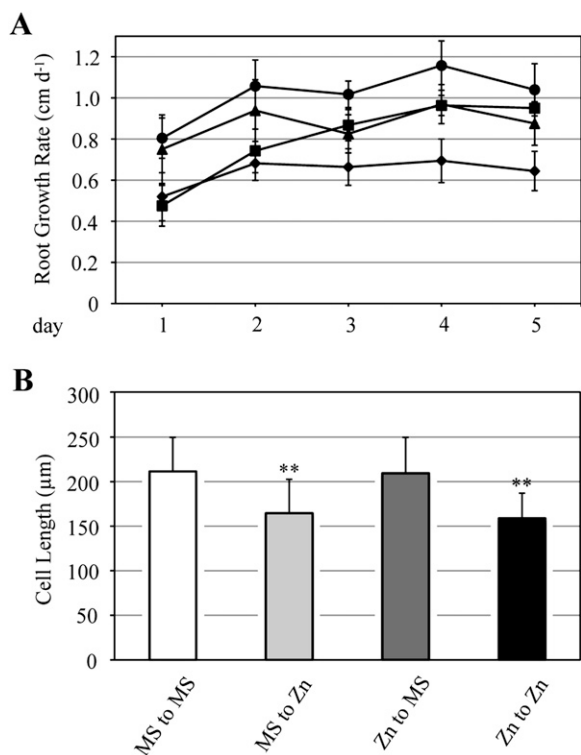 A
Root Growth Rate (cm d-1)
1.2
1.0
0.8
0.6
0.4
0.2
0
day 1 2 3 4 5
B
Cell Length (µm)
300
250
200
150
100
50
0
**
**
MS to MS
MS to Zn
Zn to MS
Zn to Zn